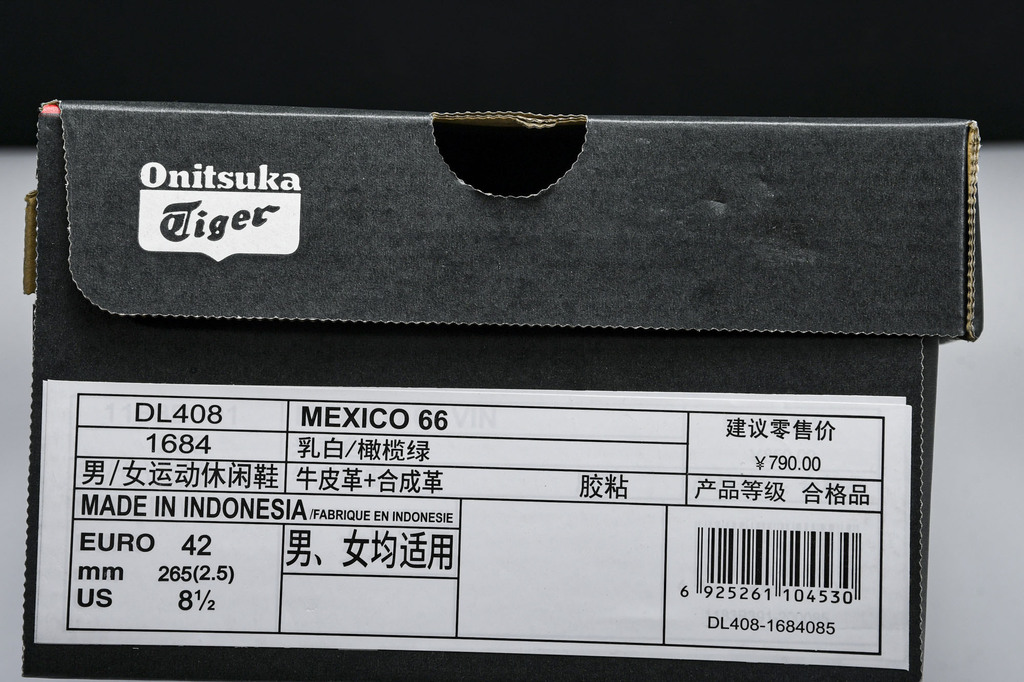 Onitsuka
Tiger
DL408
MEXICO 66
建议零售价
1684
乳白/橄榄绿
￥790.00
男/女运动休闲鞋
牛皮革+合成革
胶粘
产品等级 合格品
MADE IN INDONESIA/FABRIQUE EN INDONESIE
EURO 42
男、女均适用
mm 265(2.5)
US 8½
6 925261 104530
DL408-1684085